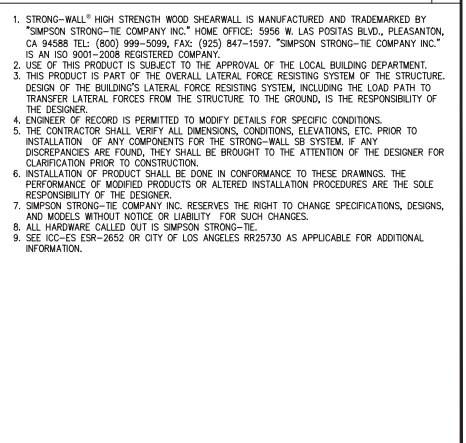 1. STRONG-WALL® HIGH STRENGTH WOOD SHEARWALL IS MANUFACTURED AND TRADEMARKED BY
"SIMPSON STRONG-TIE COMPANY INC." HOME OFFICE: 5956 W. LAS POSITAS BLVD., PLEASANTON,
CA 94588 TEL: (800) 999-5099, FAX: (925) 847-1597. "SIMPSON STRONG-TIE COMPANY INC."
IS AN ISO 9001-2008 REGISTERED COMPANY.
2. USE OF THIS PRODUCT IS SUBJECT TO THE APPROVAL OF THE LOCAL BUILDING DEPARTMENT.
3. THIS PRODUCT IS PART OF THE OVERALL LATERAL FORCE RESISTING SYSTEM OF THE STRUCTURE.
DESIGN OF THE BUILDING'S LATERAL FORCE RESISTING SYSTEM, INCLUDING THE LOAD PATH TO
TRANSFER LATERAL FORCES FROM THE STRUCTURE TO THE GROUND, IS THE RESPONSIBILITY OF
THE DESIGNER.
4. ENGINEER OF RECORD IS PERMITTED TO MODIFY DETAILS FOR SPECIFIC CONDITIONS.
5. THE CONTRACTOR SHALL VERIFY ALL DIMENSIONS, CONDITIONS, ELEVATIONS, ETC. PRIOR TO
INSTALLATION OF ANY COMPONENTS FOR THE STRONG-WALL SB SYSTEM. IF ANY
DISCREPANCIES ARE FOUND, THEY SHALL BE BROUGHT TO THE ATTENTION OF THE DESIGNER FOR
CLARIFICATION PRIOR TO CONSTRUCTION.
6. INSTALLATION OF PRODUCT SHALL BE DONE IN CONFORMANCE TO THESE DRAWINGS. THE
PERFORMANCE OF MODIFIED PRODUCTS OR ALTERED INSTALLATION PROCEDURES ARE THE SOLE
RESPONSIBILITY OF THE DESIGNER.
7. SIMPSON STRONG-TIE COMPANY INC. RESERVES THE RIGHT TO CHANGE SPECIFICATIONS, DESIGNS,
AND MODELS WITHOUT NOTICE OR LIABILITY FOR SUCH CHANGES.
8. ALL HARDWARE CALLED OUT IS SIMPSON STRONG-TIE.
9. SEE ICC-ES ESR-2652 OR CITY OF LOS ANGELES RR25730 AS APPLICABLE FOR ADDITIONAL
INFORMATION.